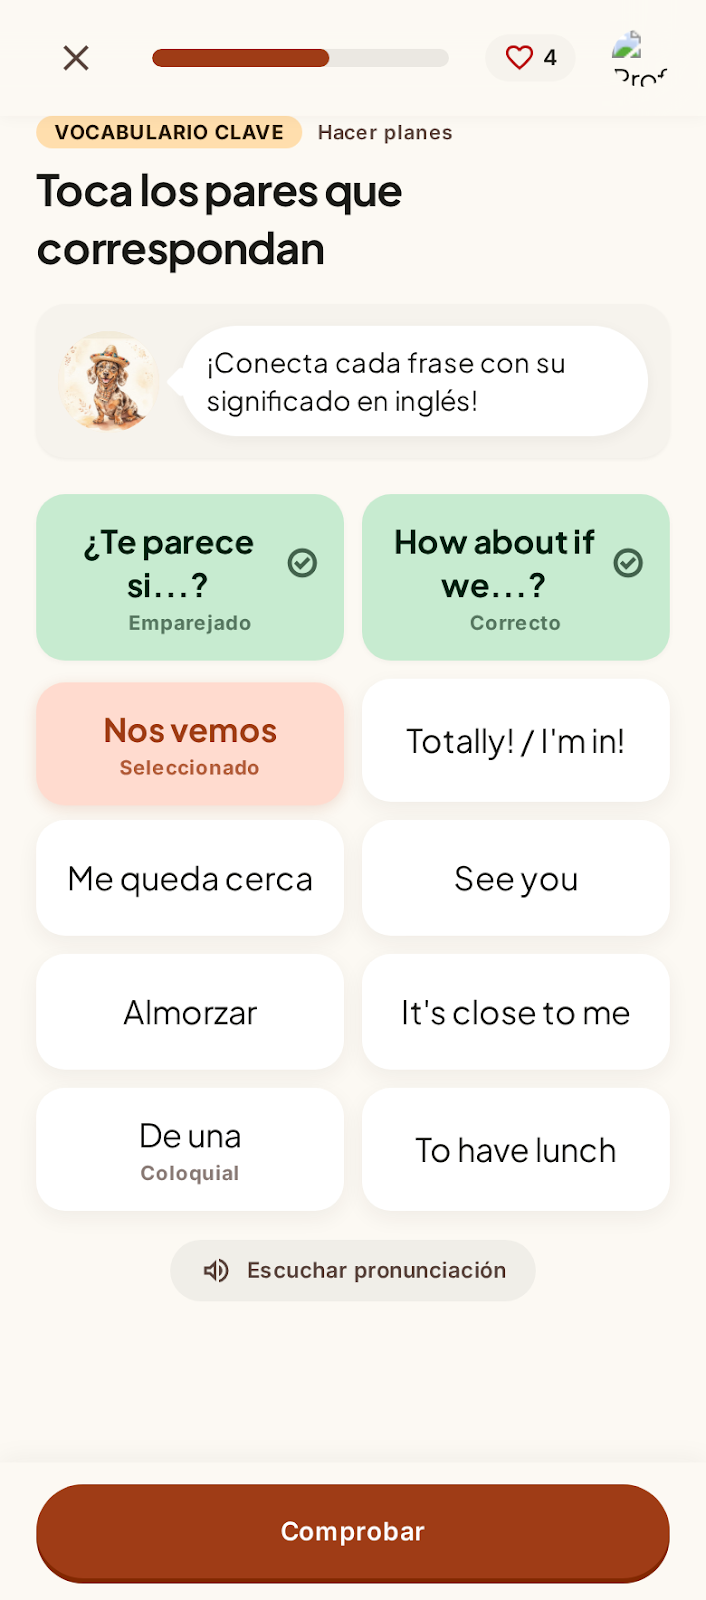 4
Prof
VOCABULARIO CLAVE Hacer planes
Toca los pares que
correspondan
¡Conecta cada frase con su
significado en inglés!
¿Te parece
si...?
Emparejado
How about if
we...?
Correcto
Nos vemos
Seleccionado
Totally! / I'm in!
Me queda cerca
See you
Almorzar
It's close to me
De una
Coloquial
To have lunch
Escuchar pronunciación
Comprobar